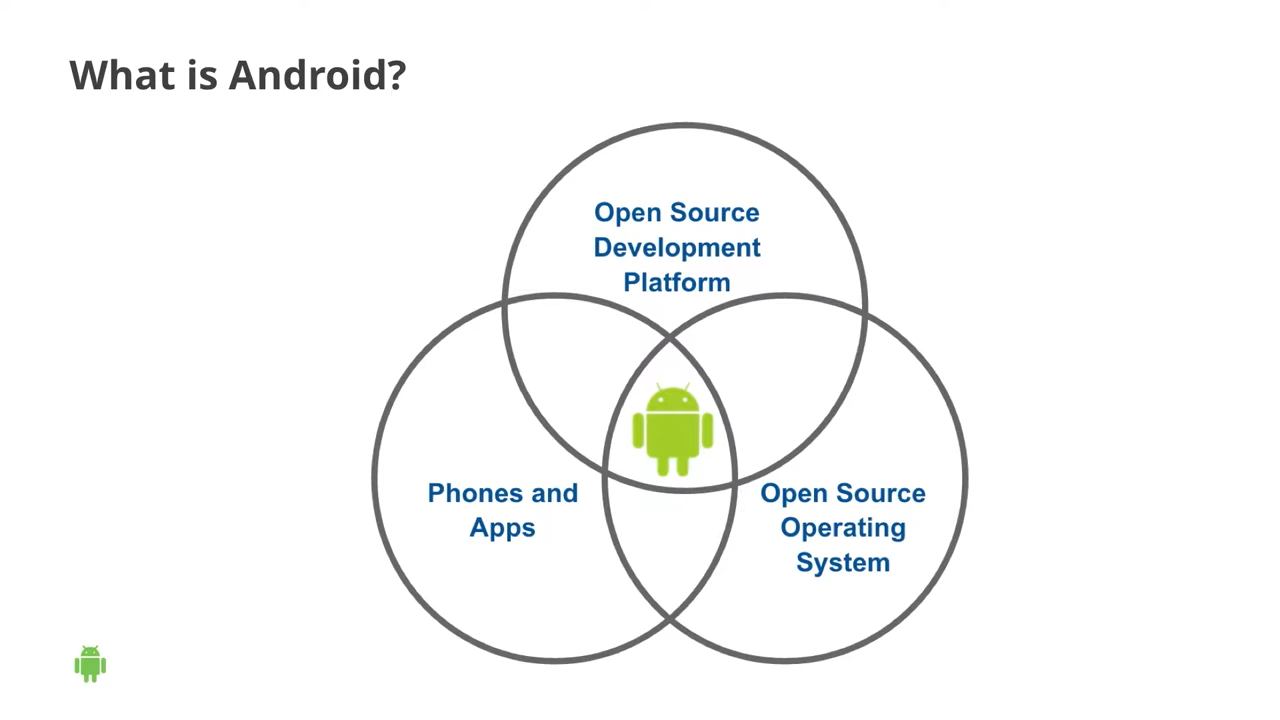 What is Android?
Open Source
Development
Platform
Phones and
Apps
Open Source
Operating
System